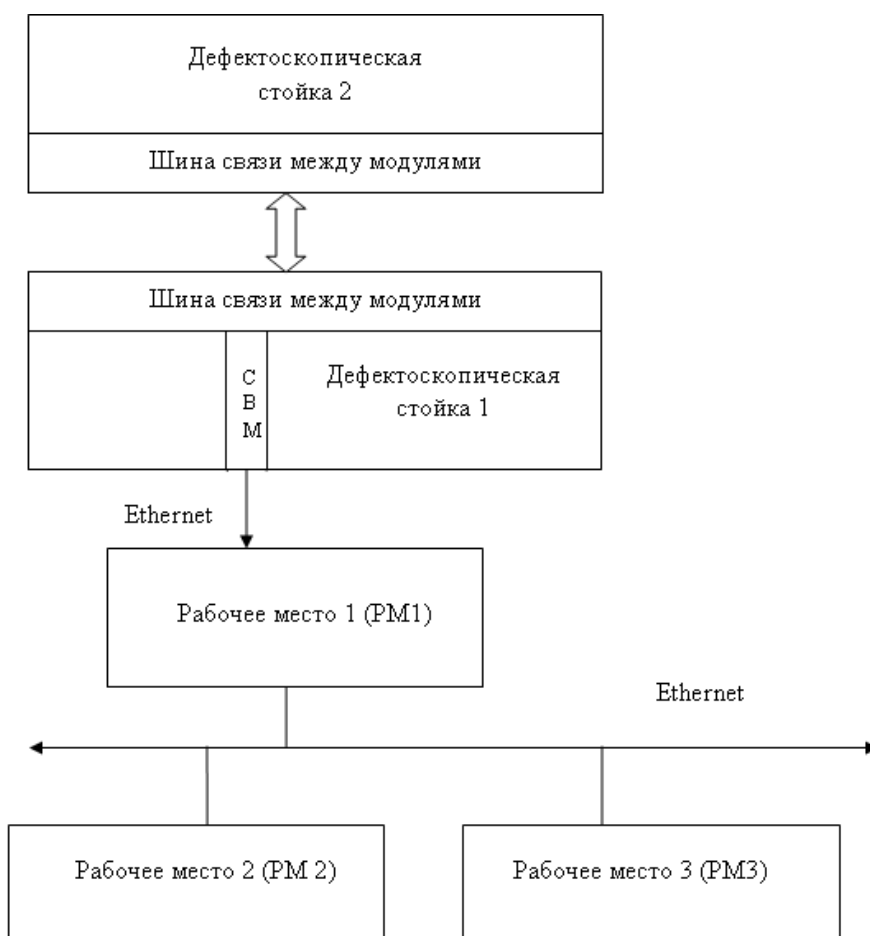 Дефектоскопическая
стойка 2
Шина связи между модулями
Шина связи между модулями
С
В
М
Дефектоскопическая
стойка 1
Ethernet
Рабочее место 1 (РМ1)
Ethernet
Рабочее место 2 (РМ 2)
Рабочее место 3 (РМ3)